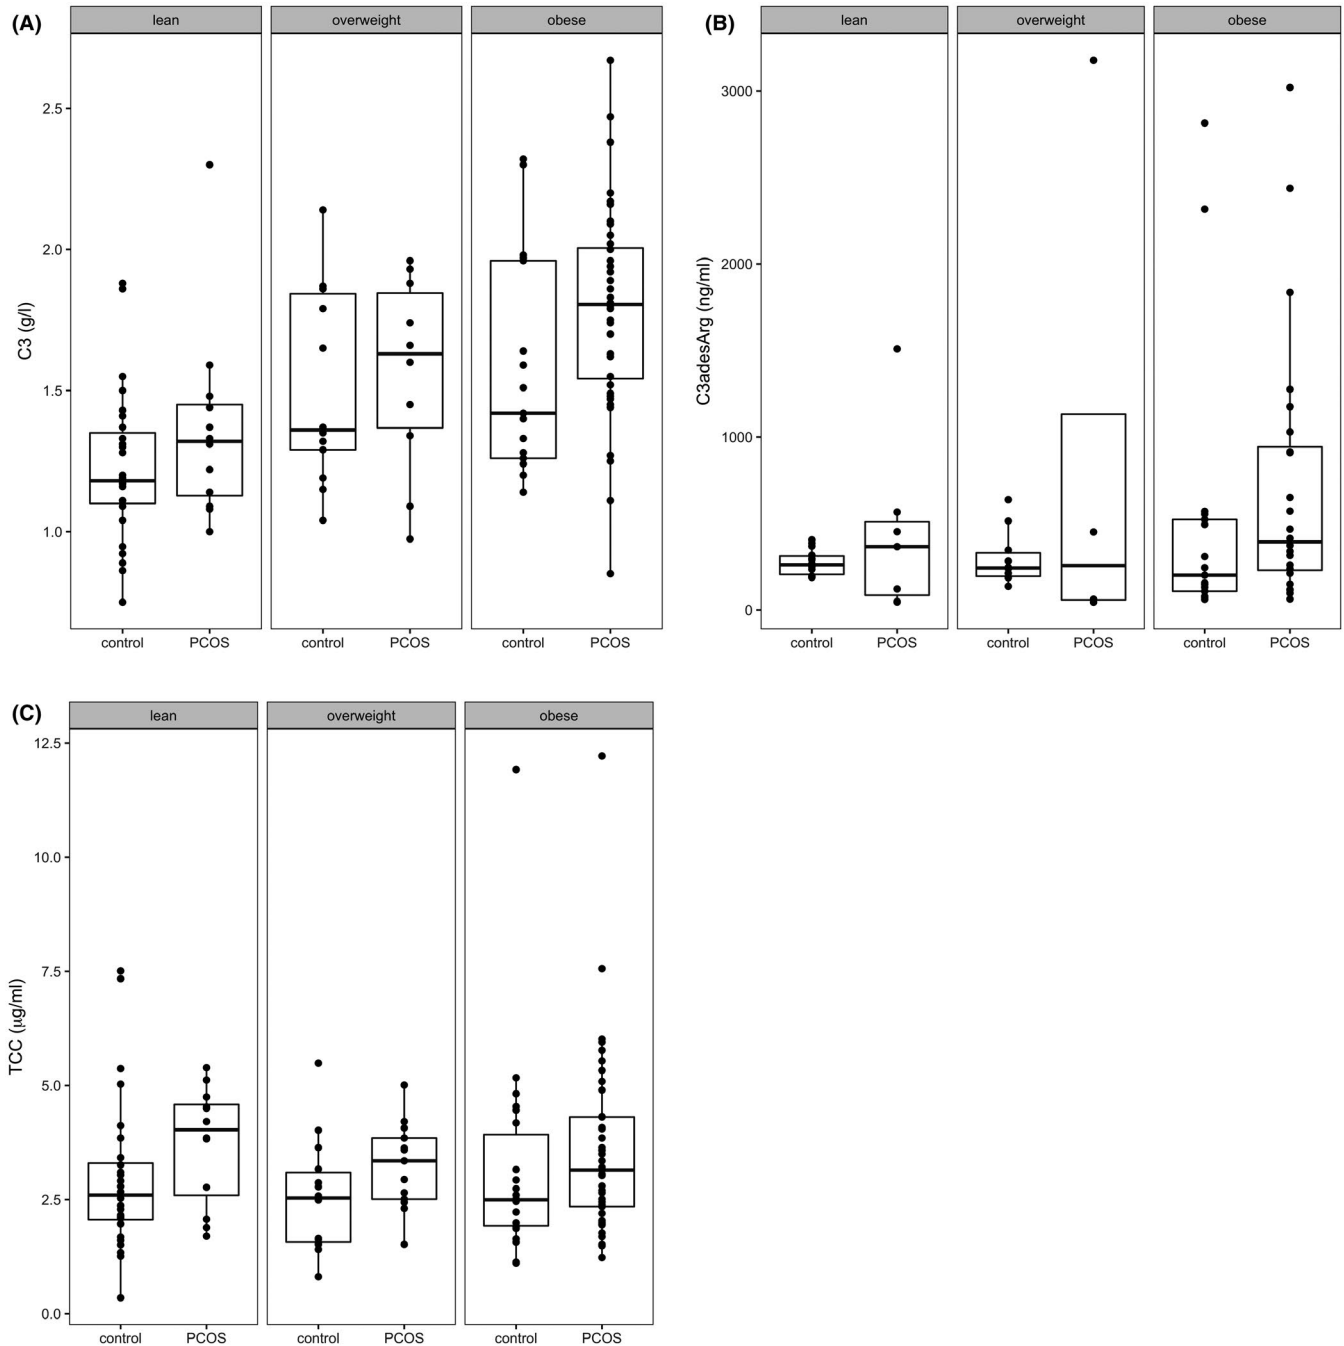 (A)
lean
overweight
obese
2.5
2.0
1.5
1.0
C3 (g/l)
control
PCOS
control
PCOS
control
PCOS
(B)
lean
overweight
obese
3000
2000
1000
0
C3adesArg (ng/ml)
control
PCOS
control
PCOS
control
PCOS
(C)
lean
overweight
obese
12.5
10.0
7.5
5.0
2.5
0.0
TCC (μg/ml)
control
PCOS
control
PCOS
control
PCOS